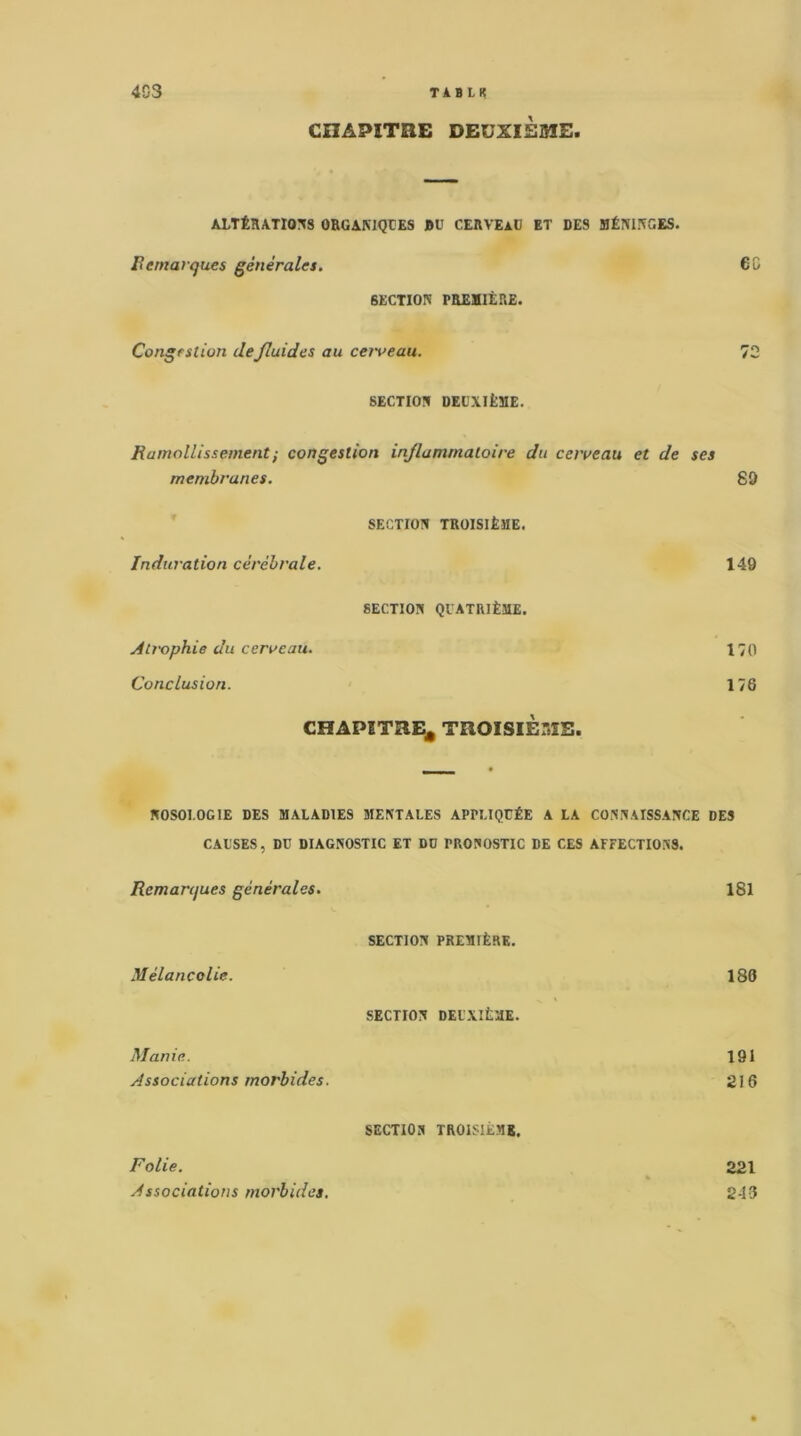 403 TABLE
CHAPITRE DEUXIÈME.
ALTÉRATIONS ORGANIQUES DU CERVEAU ET DES MÉNINGES.
Remarques générales. 60
SECTION PREMIÈRE.
Congestion de fluides au cerveau. 72
SECTION DEUXIÈME.
Ramollissement; congestion inflammatoire du cerveau et de ses
membranes. 89
SECTION TROISIÈME.
Induration cérébrale. 149
SECTION QUATRIÈME.
Atrophie du cerveau. 170
Conclusion. 176
CHAPITRE TROISIÈME.
NOSOLOGIE DES MALADIES MENTALES APPLIQUÉE A LA CONNAISSANCE DES
CAUSES, DU DIAGNOSTIC ET DU PRONOSTIC DE CES AFFECTIONS.
Remarques générales. 181
SECTION PREMIÈRE.
Mélancolie. 186
SECTION DEUXIÈME.
Manie. 191
Associations morbides. 216
SECTION TROISIÈME.
Folie. 221
Associations morbides. 243